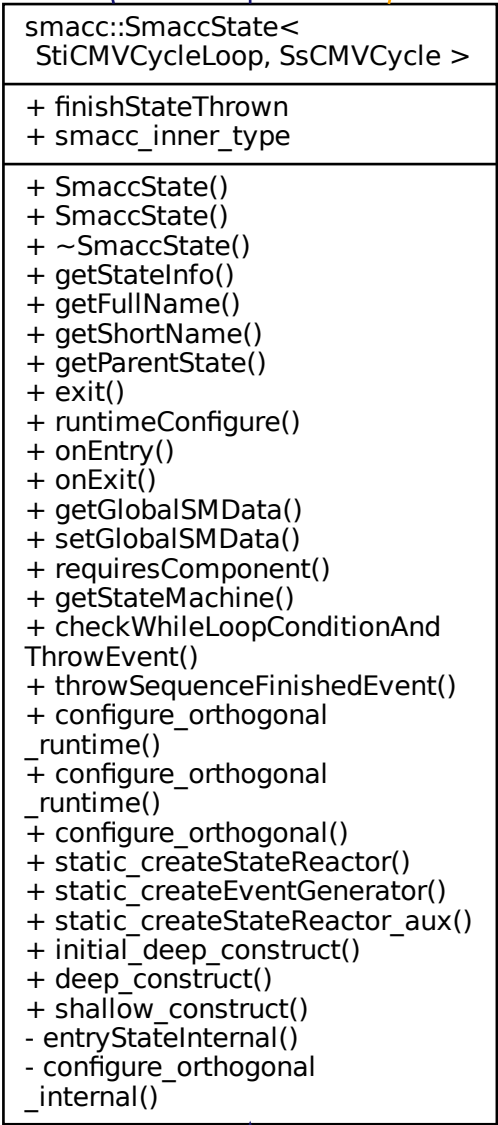 smacc::SmaccState<
StiCMVCycleLoop, SsCMVCycle >
+ finishStateThrown
+ smacc_inner_type
+ SmaccState()
+ SmaccState()
+ ~SmaccState()
+ getStateInfo()
+ getFullName()
+ getShortName()
+ getParentState()
+ exit()
+ runtimeConfigure()
+ onEntry()
+ onExit()
+ getGlobalSMData()
+ setGlobalSMData()
+ requiresComponent()
+ getStateMachine()
+ checkWhileLoopConditionAnd
ThrowEvent()
+ throwSequenceFinishedEvent()
+ configure_orthogonal
_runtime()
+ configure_orthogonal
_runtime()
+ configure_orthogonal()
+ static_createStateReactor()
+ static_createEventGenerator()
+ static_createStateReactor_aux()
+ initial_deep_construct()
+ deep_construct()
+ shallow_construct()
- entryStateInternal()
- configure_orthogonal
_internal()